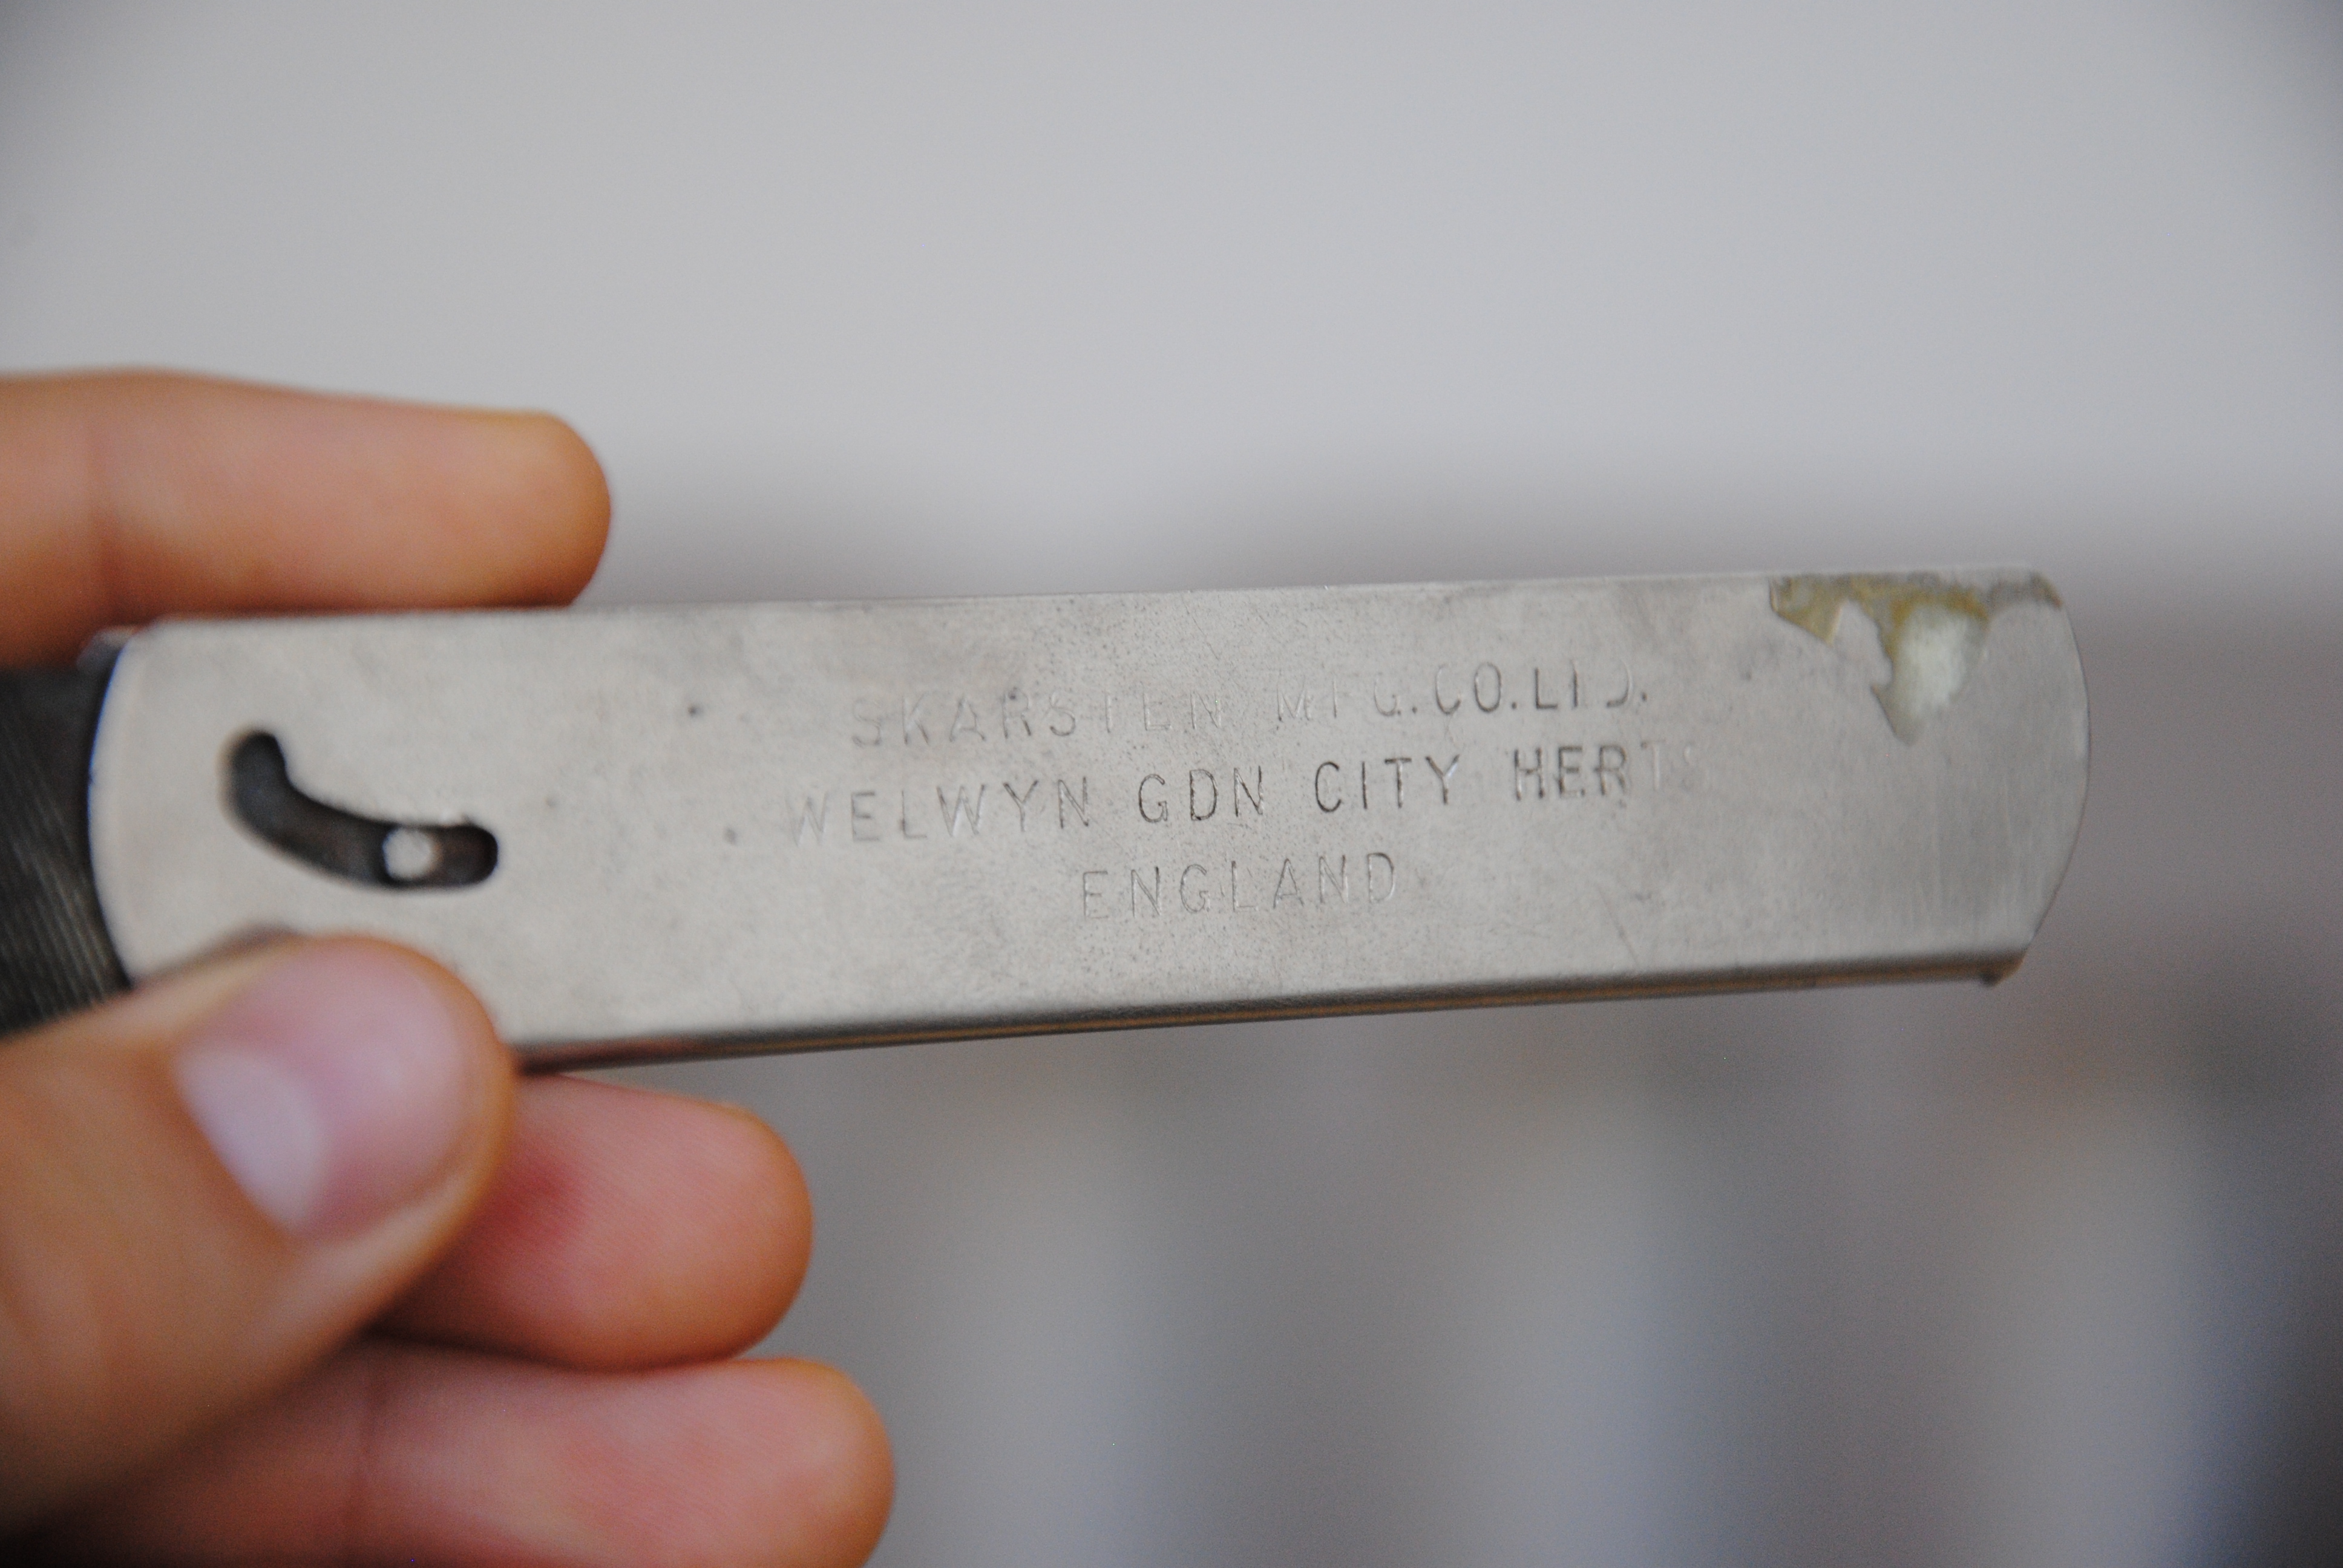 SKARSTEN MFG.CO.LTD.
WELWYN GDN CITY HERTS
ENGLAND